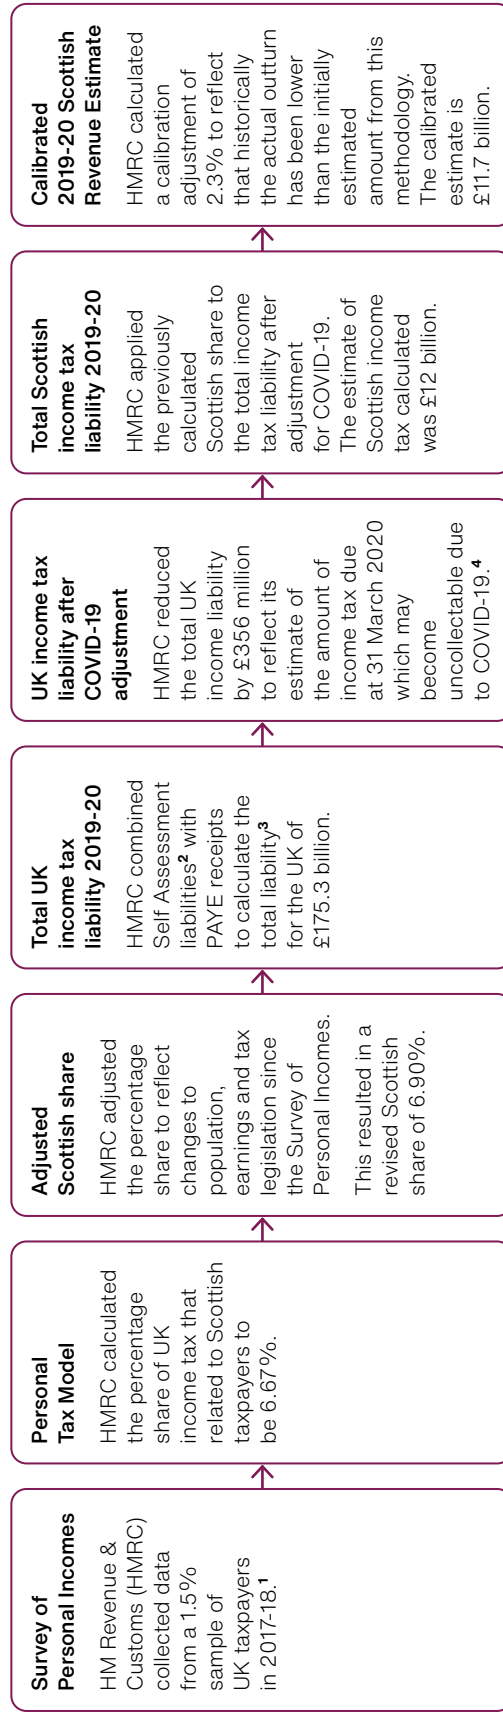 Survey of
Personal Incomes
HM Revenue &
Customs (HMRC)
collected data
from a 1.5%
sample of
UK taxpayers
in 2017-18.1
Personal
Tax Model
HMRC calculated
the percentage
share of UK
income tax that
related to Scottish
taxpayers to
be 6.67%.
Adjusted
Scottish share
HMRC adjusted
the percentage
share to reflect
changes to
population,
earnings and tax
legislation since
the Survey of
Personal Incomes.
This resulted in a
revised Scottish
share of 6.90%.
Total UK
income tax
liability 2019-20
HMRC combined
Self Assessment
liabilities2 with
PAYE receipts
to calculate the
total liability3
for the UK of
£175.3 billion.
UK income tax
liability after
COVID-19
adjustment
HMRC reduced
the total UK
income liability
by £356 million
to reflect its
estimate of
the amount of
income tax due
at 31 March 2020
which may
become
uncollectable due
to COVID-19.4
Total Scottish
income tax
liability 2019-20
HMRC applied
the previously
calculated
Scottish share to
the total income
tax liability after
adjustment
for COVID-19.
The estimate of
Scottish income
tax calculated
was £12 billion.
Calibrated
2019-20 Scottish
Revenue Estimate
HMRC calculated
a calibration
adjustment of
2.3% to reflect
that historically
the actual outturn
has been lower
than the initially
estimated
amount from this
methodology.
The calibrated
estimate is
£11.7 billion.